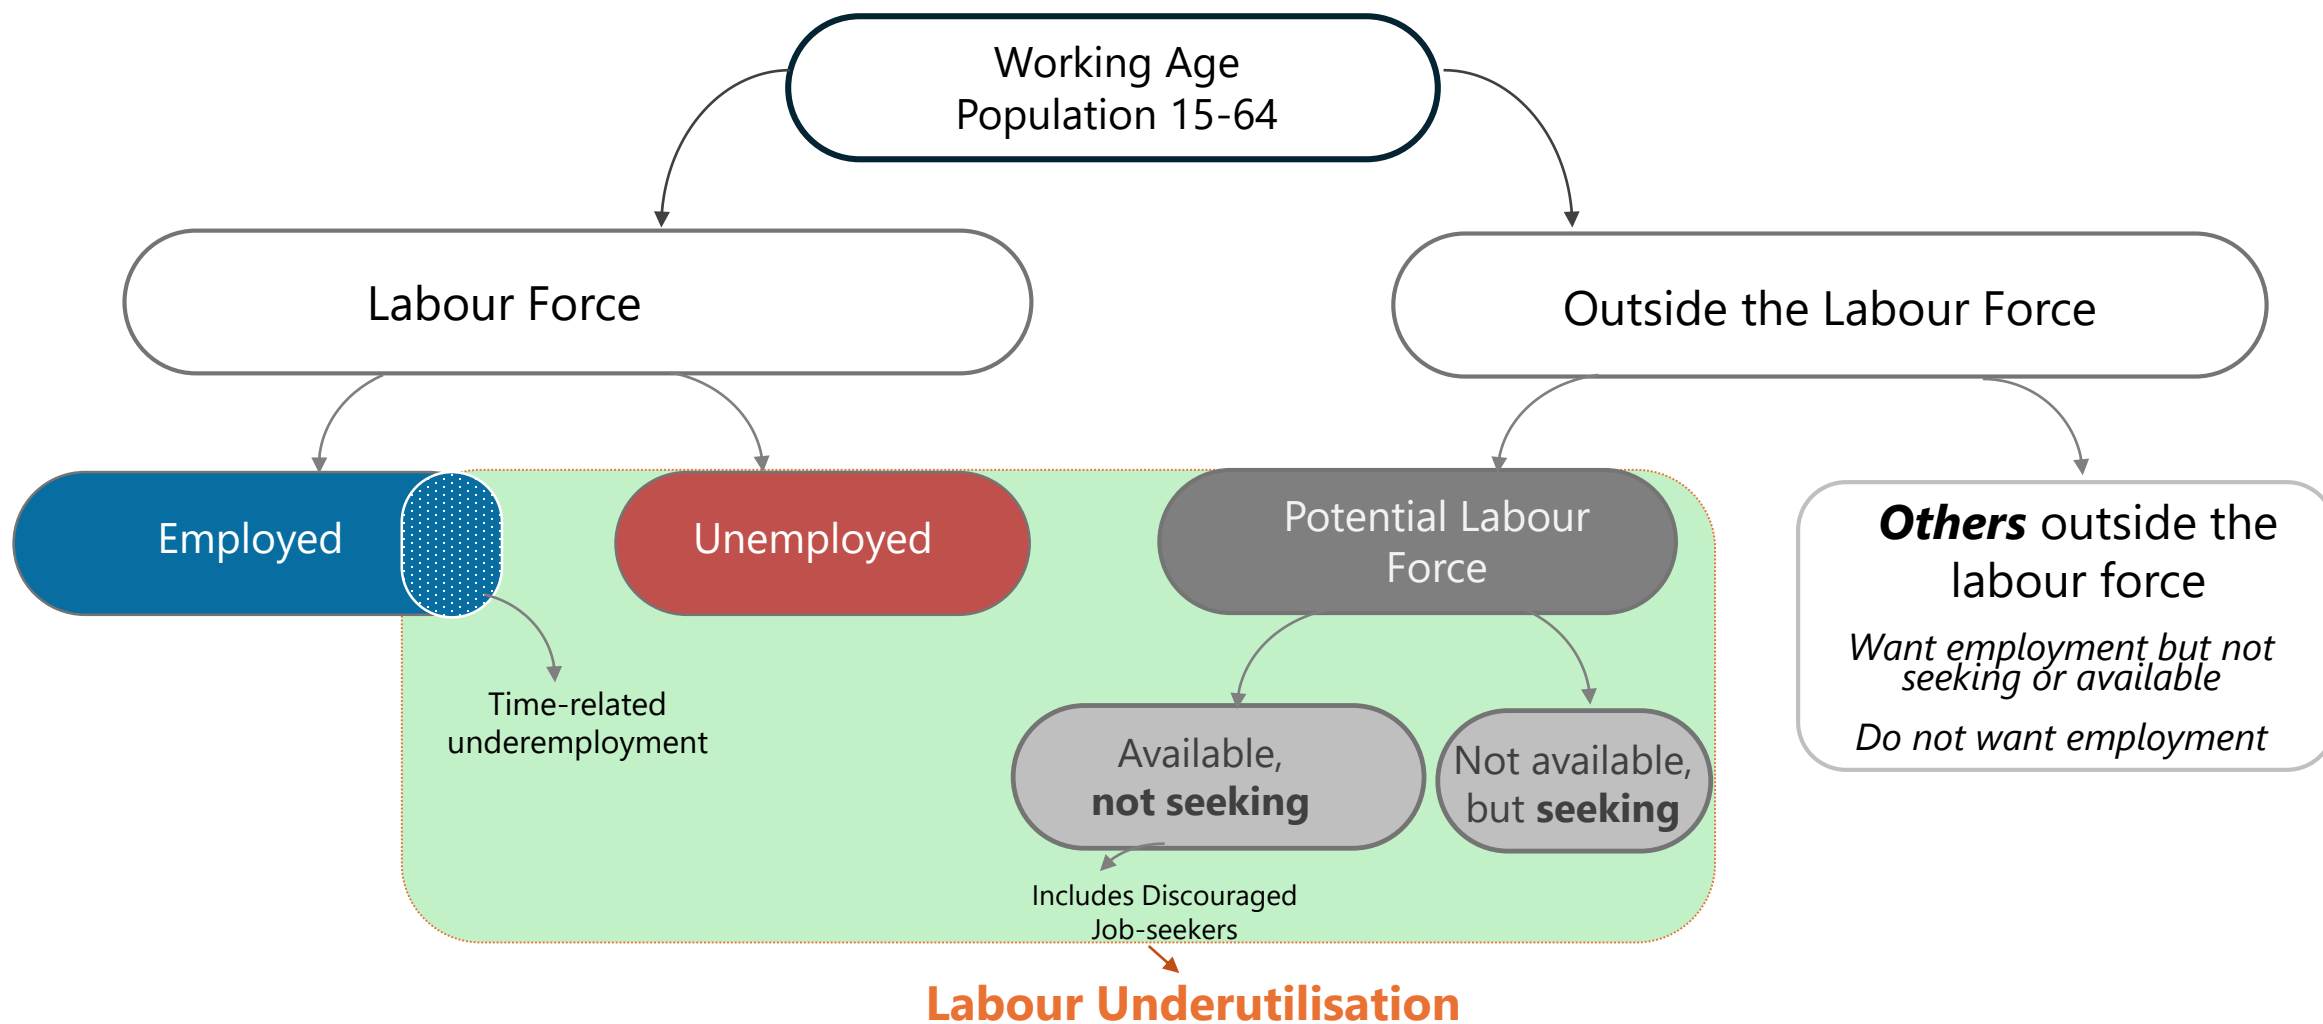 Working Age
Population 15-64
Labour Force
Outside the Labour Force
Employed
Unemployed
Potential Labour
Force
Others outside the
labour force
Want employment but not
seeking or available
Do not want employment
Time-related
underemployment
Available,
not seeking
Not available,
but seeking
Includes Discouraged
Job-seekers
Labour Underutilisation